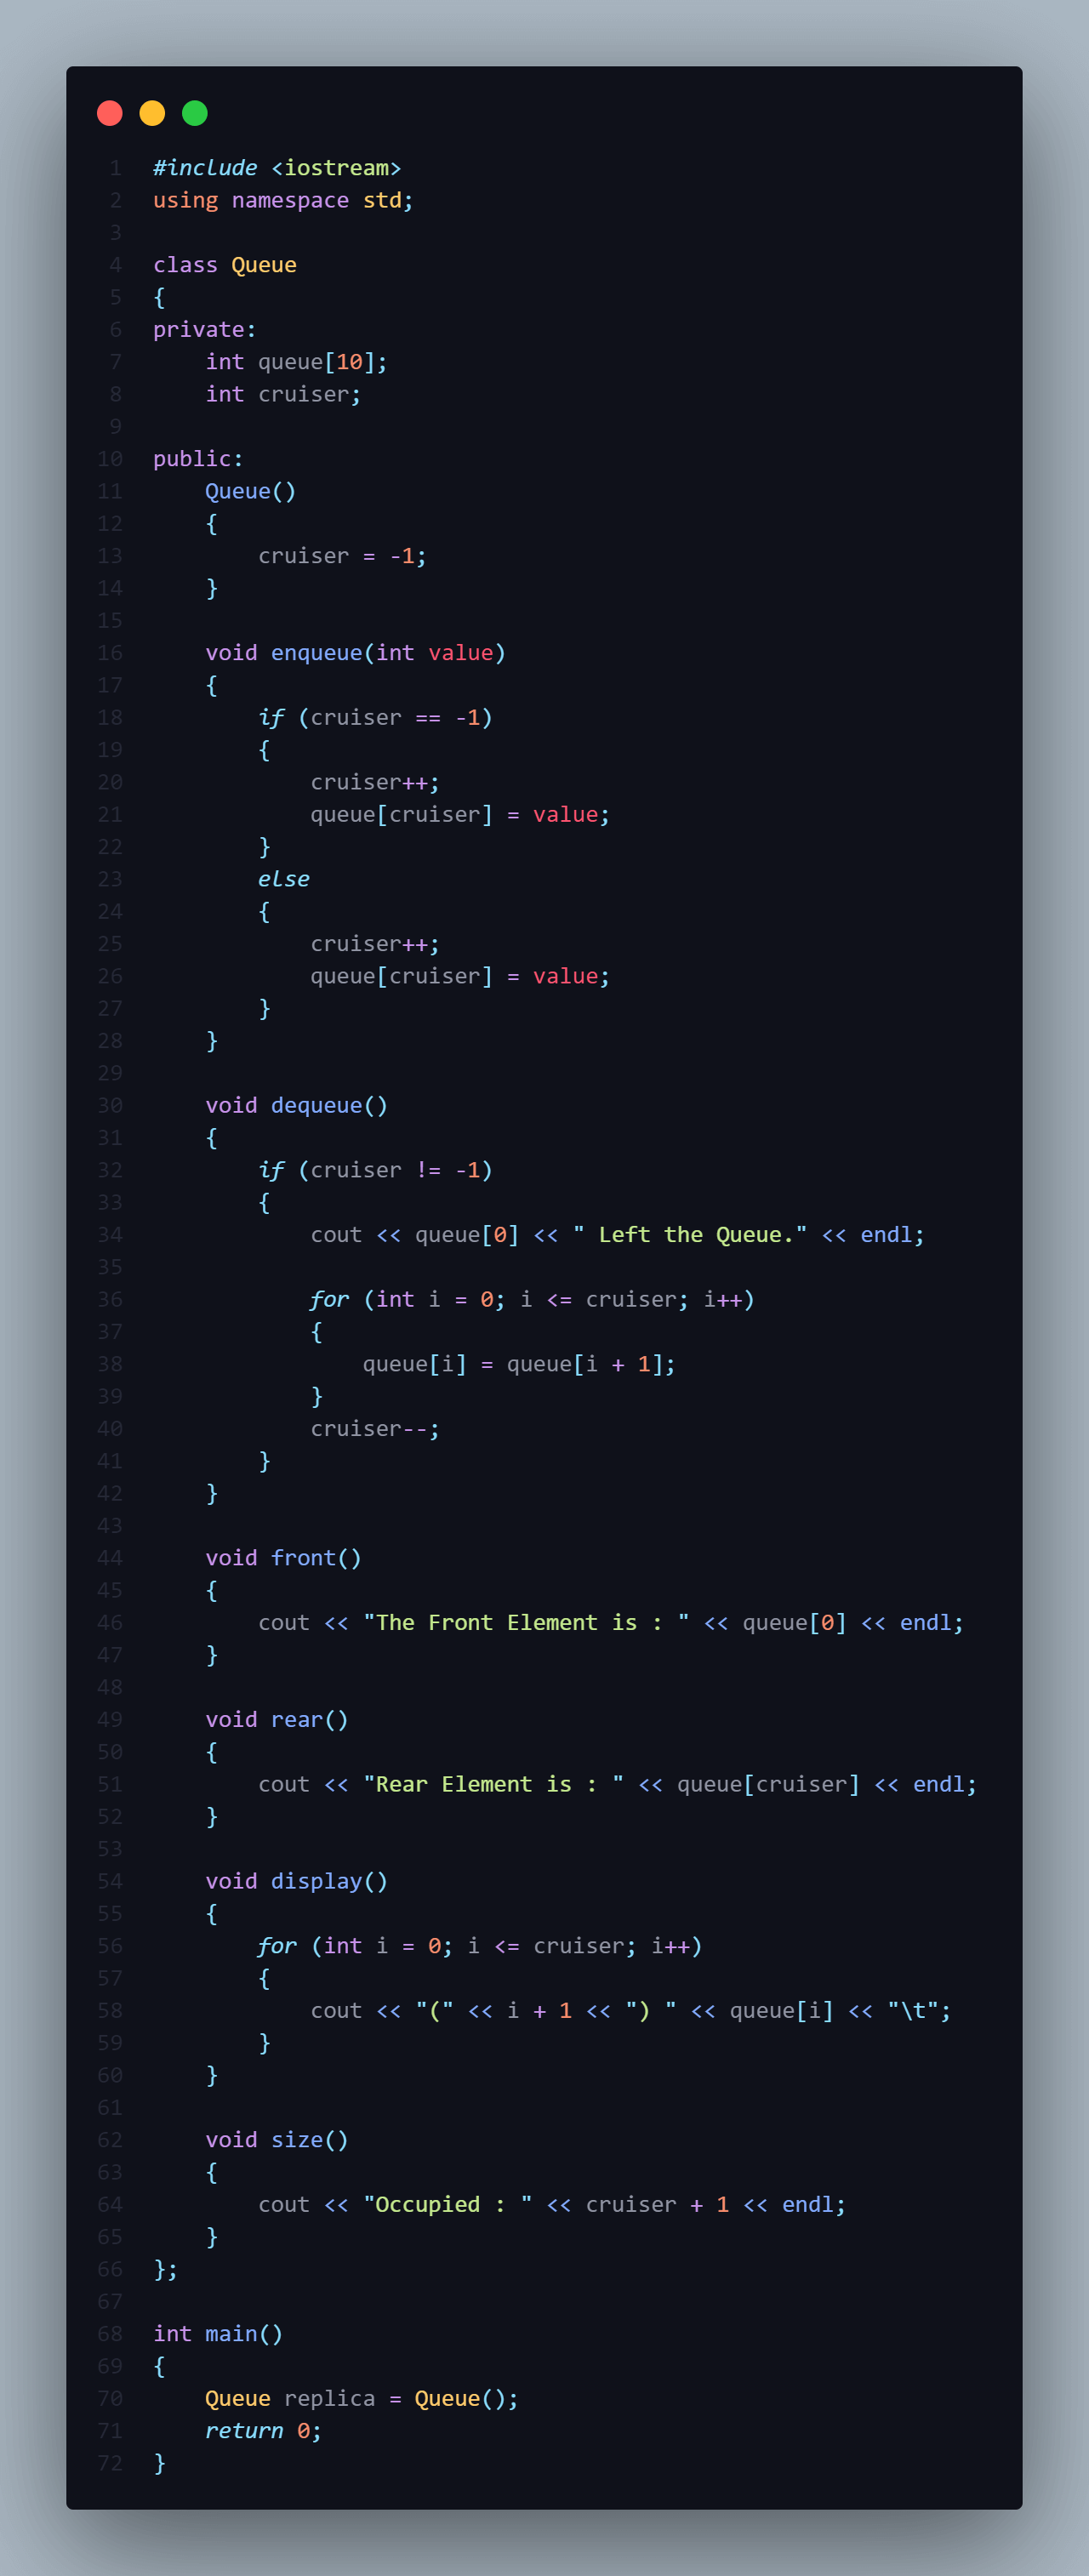 1 #include <iostream>
2 using namespace std;
3
4 class Queue
5 {
6 private:
7     int queue[10];
8     int cruiser;
9
10 public:
11     Queue()
12     {
13         cruiser = -1;
14     }
15
16     void enqueue(int value)
17     {
18         if (cruiser == -1)
19         {
20             cruiser++;
21             queue[cruiser] = value;
22         }
23         else
24         {
25             cruiser++;
26             queue[cruiser] = value;
27         }
28     }
29
30     void dequeue()
31     {
32         if (cruiser != -1)
33         {
34             cout << queue[0] << " Left the Queue." << endl;
35
36             for (int i = 0; i <= cruiser; i++)
37             {
38                 queue[i] = queue[i + 1];
39             }
40             cruiser--;
41         }
42     }
43
44     void front()
45     {
46         cout << "The Front Element is : " << queue[0] << endl;
47     }
48
49     void rear()
50     {
51         cout << "Rear Element is : " << queue[cruiser] << endl;
52     }
53
54     void display()
55     {
56         for (int i = 0; i <= cruiser; i++)
57         {
58             cout << "(" << i + 1 << ") " << queue[i] << "\t";
59         }
60     }
61
62     void size()
63     {
64         cout << "Occupied : " << cruiser + 1 << endl;
65     }
66 };
67
68 int main()
69 {
70     Queue replica = Queue();
71     return 0;
72 }